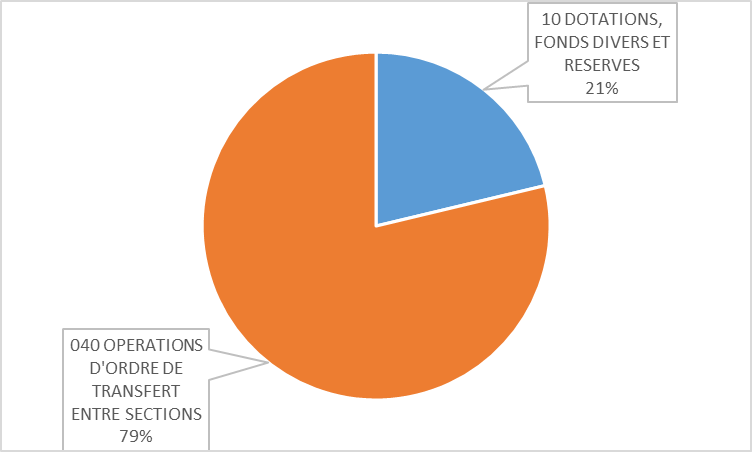 10 DOTATIONS,
FONDS DIVERS ET
RESERVES
21%
040 OPERATIONS
D'ORDRE DE
TRANSFERT
ENTRE SECTIONS
79%